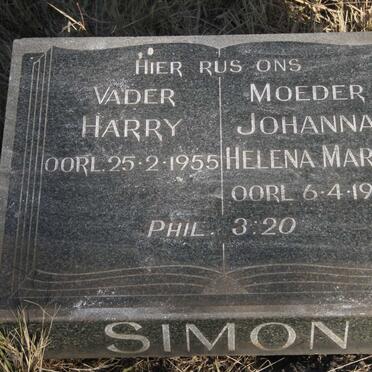 HIER RUS ONS
VADER
HARRY
OORL. 25-2-1955
MOEDER
JOHANNA
HELENA MAR
OORL 6-4-19
PHIL. 3:20
SIMON